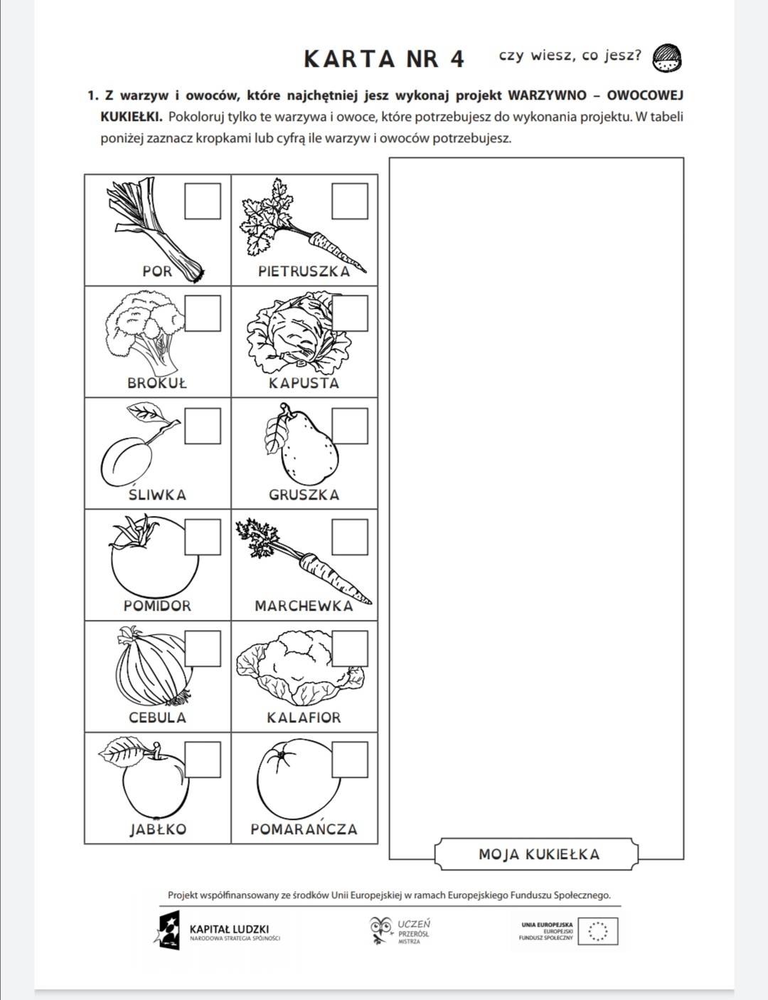 KARTA NR 4
czy wiesz, co jesz?
1. Z warzyw i owoców, które najchętniej jesz wykonaj projekt WARZYWNO – OWOCOWEJ
KUKIEŁKI. Pokoloruj tylko te warzywa i owoce, które potrzebujesz do wykonania projektu. W tabeli
poniżej zaznacz kropkami lub cyfrą ile warzyw i owoców potrzebujesz.
POR
PIETRUSZKA
BROKUŁ
KAPUSTA
ŚLIWKA
GRUSZKA
POMIDOR
MARCHEWKA
CEBULA
KALAFIOR
JABŁKO
POMARAŃCZA
MOJA KUKIEŁKA
Projekt współfinansowany ze środków Unii Europejskiej w ramach Europejskiego Funduszu Społecznego.
KAPITAŁ LUDZKI
NARODOWA STRATEGIA SPÓJNOŚCI
UCZEŃ
PRZERÓSŁ
MISTRZA
UNIA EUROPEJSKA
EUROPEJSKI
FUNDUSZ SPOŁECZNY